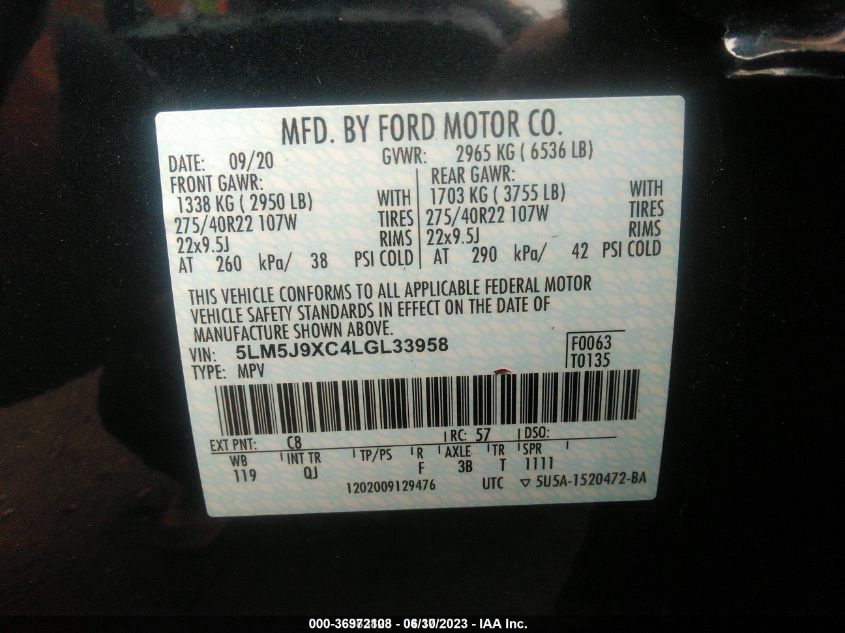 MFD. BY FORD MOTOR CO.
DATE: 09/20 GVWR: 2965 KG ( 6536 LB)
FRONT GAWR: REAR GAWR:
1338 KG ( 2950 LB) WITH 1703 KG ( 3755 LB) WITH
275/40R22 107W TIRES 275/40R22 107W TIRES
22x9.5J RIMS 22x9.5J RIMS
AT 260 kPa/ 38 PSI COLD AT 290 kPa/ 42 PSI COLD
THIS VEHICLE CONFORMS TO ALL APPLICABLE FEDERAL MOTOR
VEHICLE SAFETY STANDARDS IN EFFECT ON THE DATE OF
MANUFACTURE SHOWN ABOVE.
VIN: 5LM5J9XC4LGL33958 F0063
TYPE: MPV T0135
EXT PNT: C8 RC: 57 DSO:
WB INT TR TP/PS R AXLE TR SPR
119 QJ F 3B T 1111
1202009129476 UTC ▽ 5U5A-1520472-BA
06/30/2023 - IAA Inc.